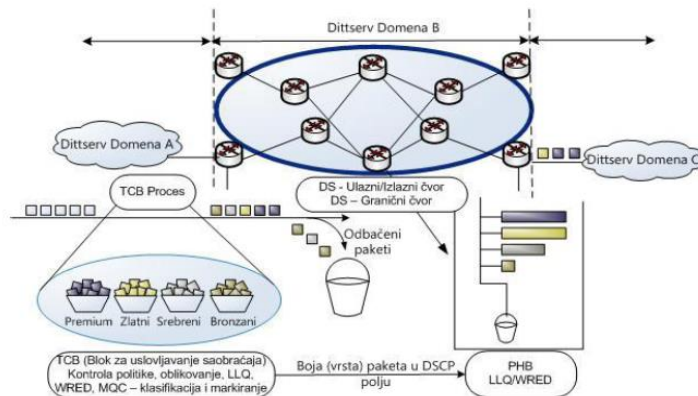 Dittserv Domena B
Dittserv Domena A
Dittserv Domena C
TCB Proces
DS - Ulazni/Izlazni čvor
DS – Granični čvor
Odbačeni
paketi
Premium
Zlatni
Srebreni
Bronzani
TCB (Blok za uslovljavanje saobraćaja)
Kontrola politike, oblikovanje, LLQ,
WRED, MQC – klasifikacija i markiranje
Boja (vrsta) paketa u DSCP
polju
PHB
LLQ/WRED